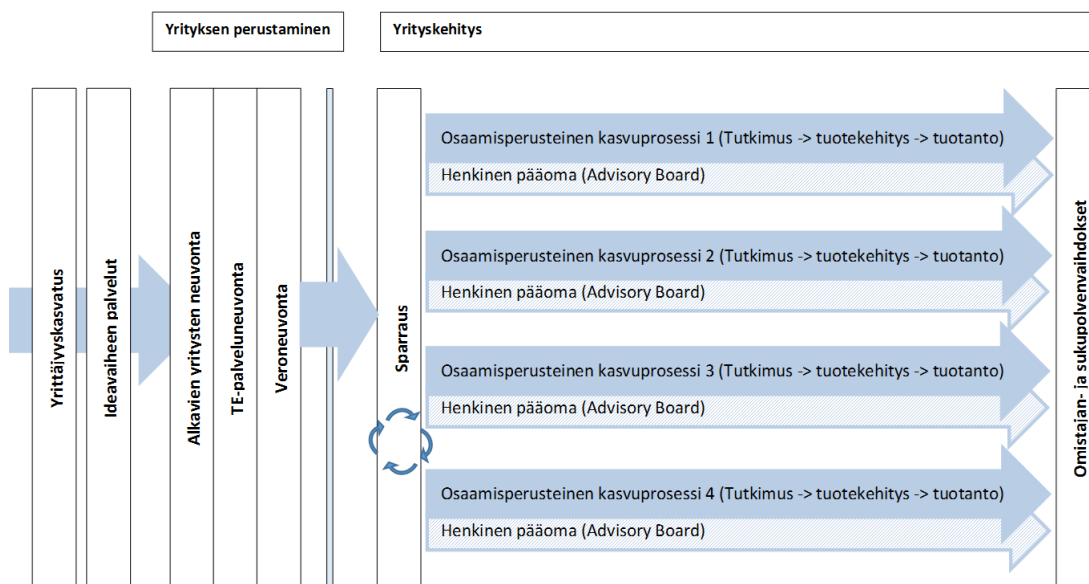 Yrityksen perustaminen
Yrityskehitys
Yrittäjyyskasvatus
Ideavaiheen palvelut
Alkavien yritysten neuvonta
TE-palveluneuvonta
Veroneuvonta
Sparraus
Osaamisperusteinen kasvuprosessi 1 (Tutkimus -> tuotekehitys -> tuotanto)
Henkinen pääoma (Advisory Board)
Osaamisperusteinen kasvuprosessi 2 (Tutkimus -> tuotekehitys -> tuotanto)
Henkinen pääoma (Advisory Board)
Osaamisperusteinen kasvuprosessi 3 (Tutkimus -> tuotekehitys -> tuotanto)
Henkinen pääoma (Advisory Board)
Osaamisperusteinen kasvuprosessi 4 (Tutkimus -> tuotekehitys -> tuotanto)
Henkinen pääoma (Advisory Board)
Omistajan- ja sukupolvenvaihdokset